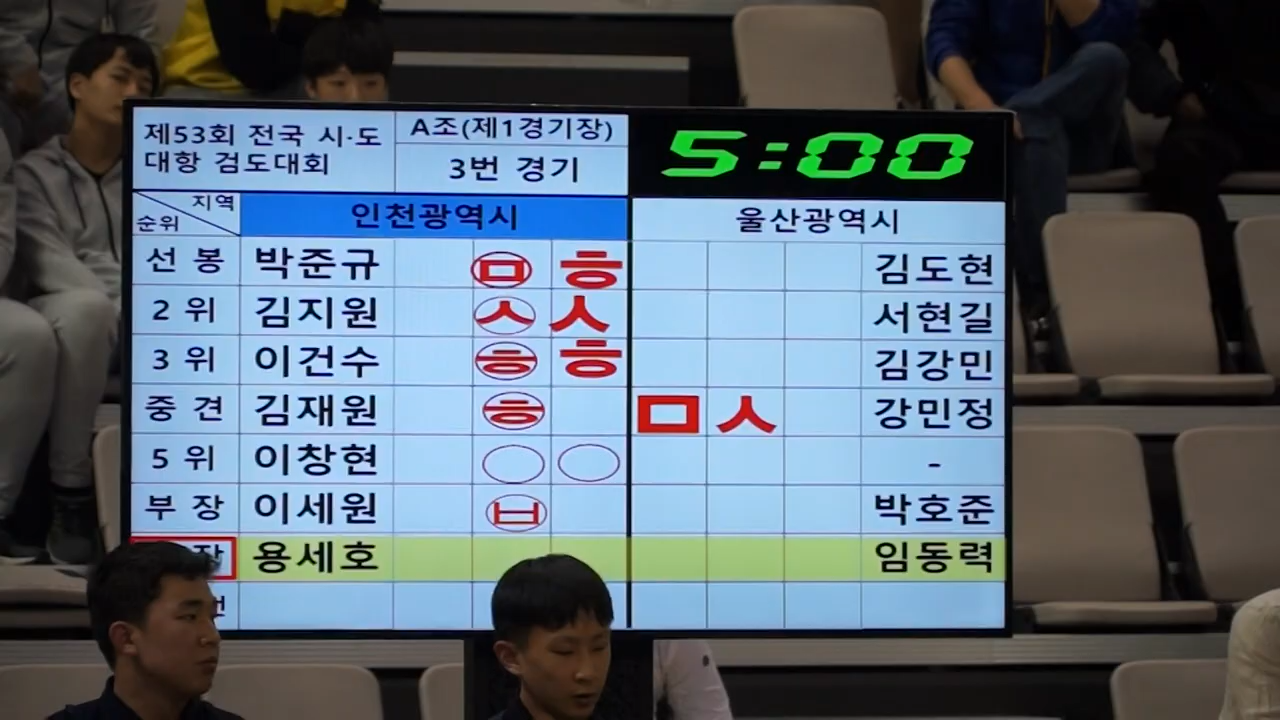 제53회 전국 시·도
대항 검도대회
A조(제1경기장)
3번 경기
5:00
지역
순위
인천광역시
울산광역시
선 봉 박준규 ㅁ ㅎ 김도현
2 위 김지원 ㅅ ㅅ 서현길
3 위 이건수 ㅎ ㅎ 김강민
중 견 김재원 ㅎ ㅁ ㅅ 강민정
5 위 이창현 ○ ○ -
부 장 이세원 ㅂ 박호준
장 용세호 임동력
전